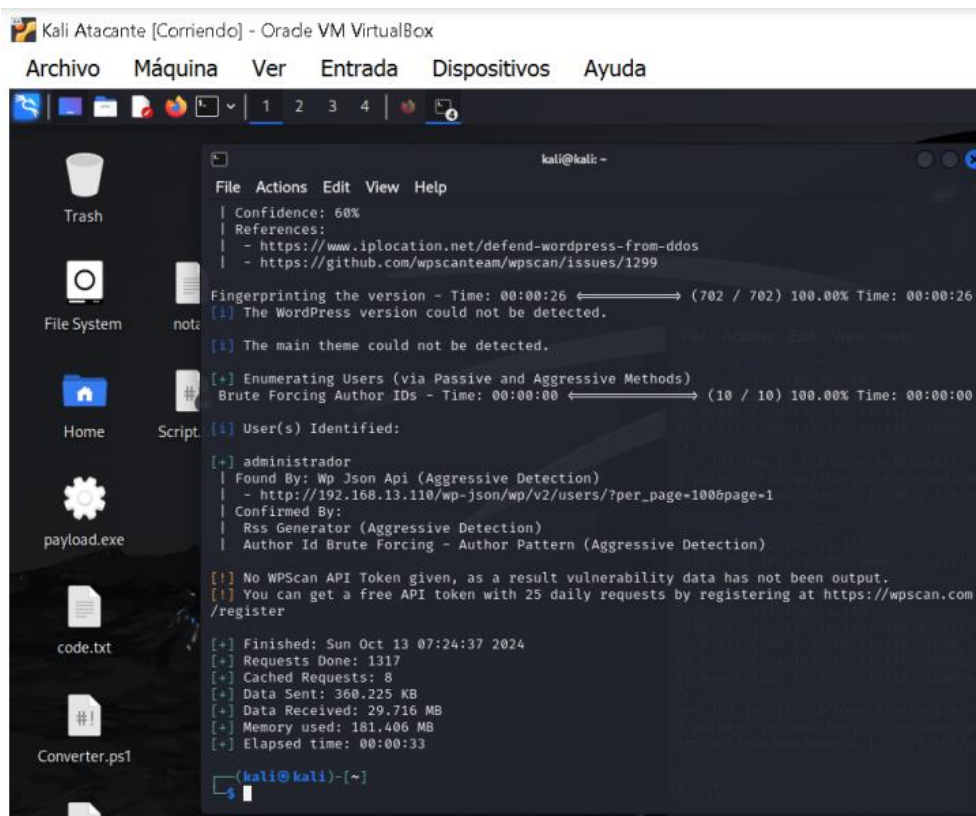 Kali Atacante [Corriendo] - Oracle VM VirtualBox
Archivo Máquina Ver Entrada Dispositivos Ayuda
1 2 3 4
4
kali@kali: ~
File Actions Edit View Help
Trash
File System
nota
Home
Script.
payload.exe
code.txt
#!
Converter.ps1
| Confidence: 60%
| References:
| - https://www.iplocation.net/defend-wordpress-from-ddos
| - https://github.com/wpscanteam/wpscan/issues/1299
Fingerprinting the version - Time: 00:00:26 <==============> (702 / 702) 100.00% Time: 00:00:26
[i] The WordPress version could not be detected.
[i] The main theme could not be detected.
[+] Enumerating Users (via Passive and Aggressive Methods)
Brute Forcing Author IDs - Time: 00:00:00 <==============> (10 / 10) 100.00% Time: 00:00:00
[i] User(s) Identified:
[+] administrador
| Found By: Wp Json Api (Aggressive Detection)
| - http://192.168.13.110/wp-json/wp/v2/users/?per_page=100&page=1
| Confirmed By:
| Rss Generator (Aggressive Detection)
| Author Id Brute Forcing - Author Pattern (Aggressive Detection)
[!] No WPScan API Token given, as a result vulnerability data has not been output.
[!] You can get a free API token with 25 daily requests by registering at https://wpscan.com
/register
[+] Finished: Sun Oct 13 07:24:37 2024
[+] Requests Done: 1317
[+] Cached Requests: 8
[+] Data Sent: 360.225 KB
[+] Data Received: 29.716 MB
[+] Memory used: 181.406 MB
[+] Elapsed time: 00:00:33
┌──(kali㉿kali)-[~]
└─$